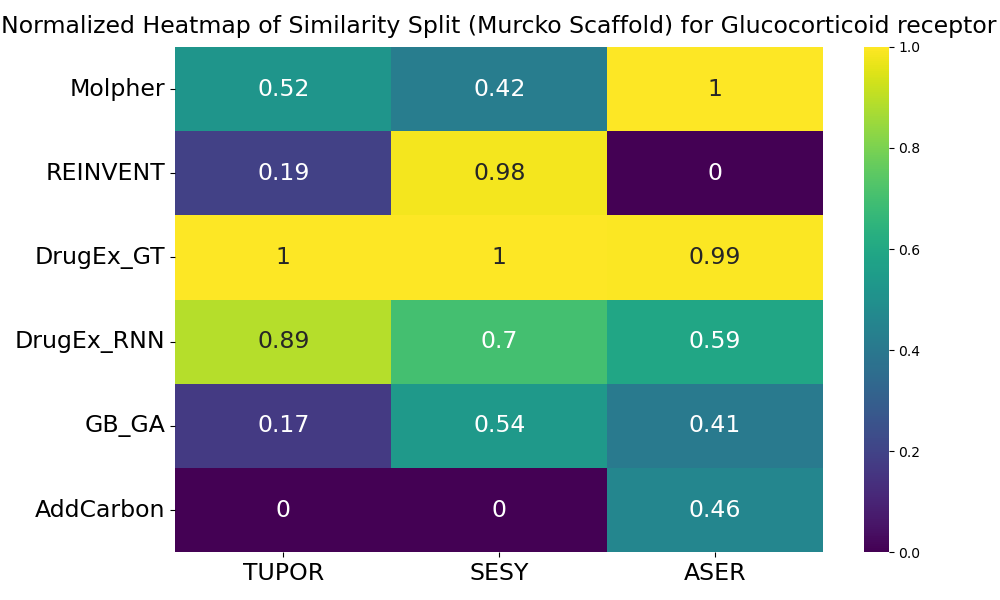 Normalized Heatmap of Similarity Split (Murcko Scaffold) for Glucocorticoid receptor
Molpher 0.52 0.42 1
REINVENT 0.19 0.98 0
DrugEx_GT 1 1 0.99
DrugEx_RNN 0.89 0.7 0.59
GB_GA 0.17 0.54 0.41
AddCarbon 0 0 0.46
TUPOR SESY ASER
1.0
0.8
0.6
0.4
0.2
0.0